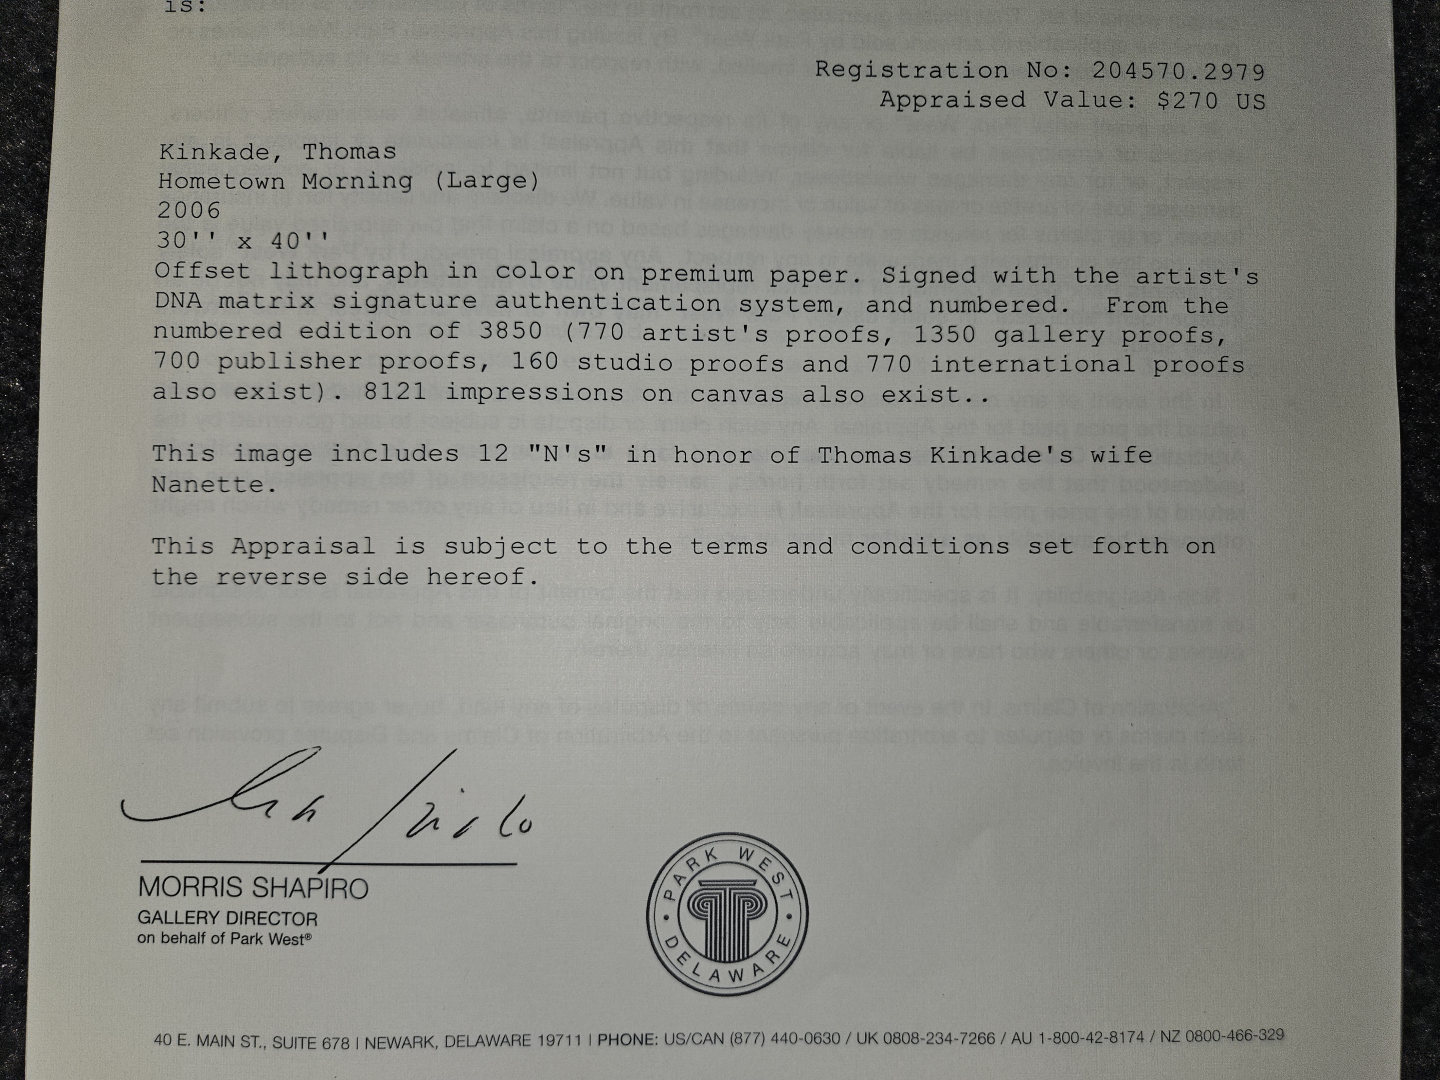 is:
Registration No: 204570.2979
Appraised Value: $270 US
Kinkade, Thomas
Hometown Morning (Large)
2006
30'' x 40''
Offset lithograph in color on premium paper. Signed with the artist's
DNA matrix signature authentication system, and numbered.  From the
numbered edition of 3850 (770 artist's proofs, 1350 gallery proofs,
700 publisher proofs, 160 studio proofs and 770 international proofs
also exist). 8121 impressions on canvas also exist..
This image includes 12 "N's" in honor of Thomas Kinkade's wife
Nanette.
This Appraisal is subject to the terms and conditions set forth on
the reverse side hereof.
MORRIS SHAPIRO
GALLERY DIRECTOR
on behalf of Park West®
PARK WEST
DELAWARE
40 E. MAIN ST., SUITE 678 | NEWARK, DELAWARE 19711 | PHONE: US/CAN (877) 440-0630 / UK 0808-234-7266 / AU 1-800-42-8174 / NZ 0800-466-329